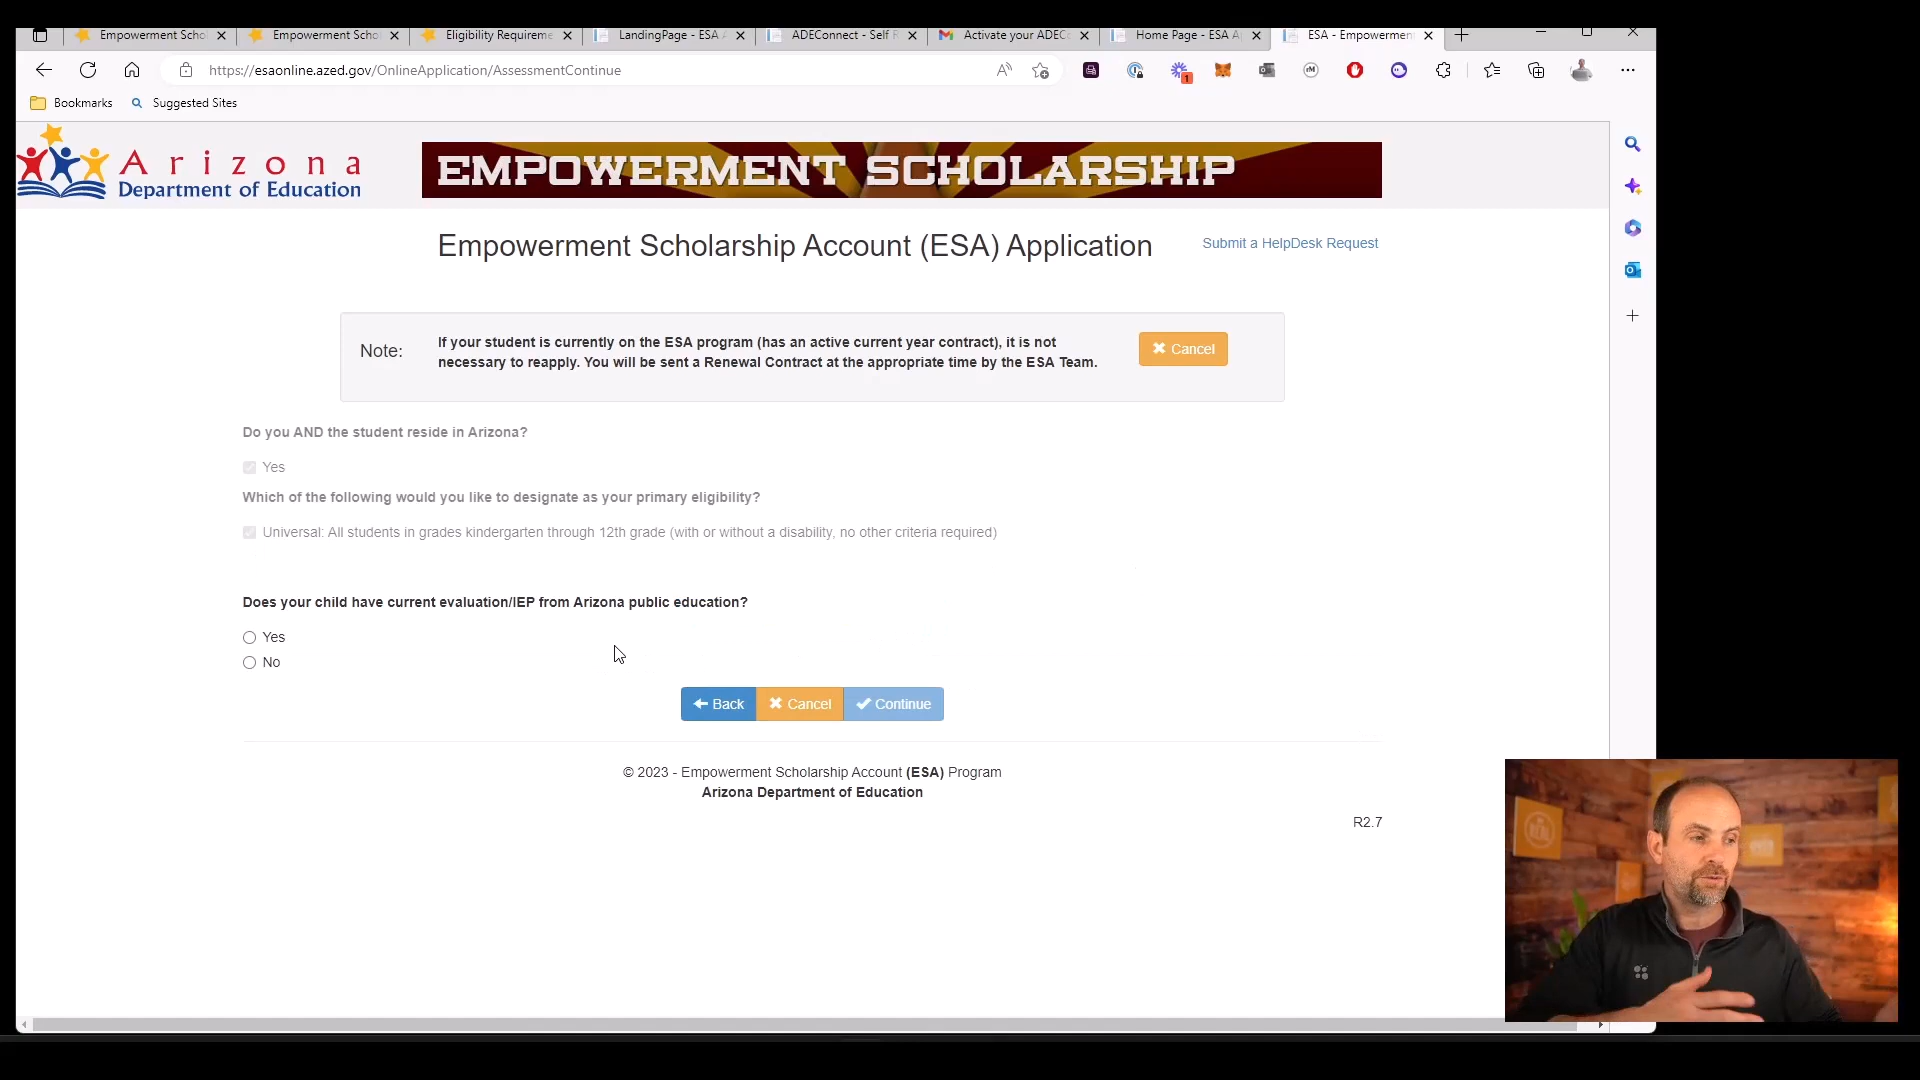 Empowerment Scho
Empowerment Scho
Eligibility Requireme
LandingPage - ESA
ADEConnect - Self R
Activate your ADEC
Home Page - ESA A
ESA - Empowermen
https://esaonline.azed.gov/OnlineApplication/AssessmentContinue
1
Bookmarks
Suggested Sites
Arizona
Department of Education
EMPOWERMENT SCHOLARSHIP
Empowerment Scholarship Account (ESA) Application
Submit a HelpDesk Request
Note:
If your student is currently on the ESA program (has an active current year contract), it is not
necessary to reapply. You will be sent a Renewal Contract at the appropriate time by the ESA Team.
Cancel
Do you AND the student reside in Arizona?
Yes
Which of the following would you like to designate as your primary eligibility?
Universal: All students in grades kindergarten through 12th grade (with or without a disability, no other criteria required)
Does your child have current evaluation/IEP from Arizona public education?
Yes
No
Back
Cancel
Continue
© 2023 - Empowerment Scholarship Account (ESA) Program
Arizona Department of Education
R2.7